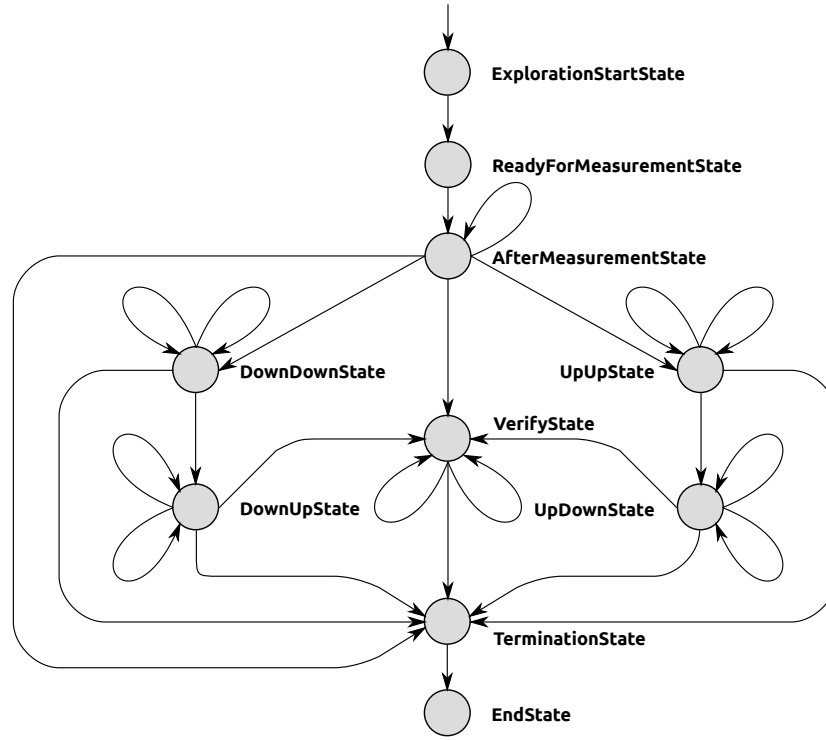 ExplorationStartState
ReadyForMeasurementState
AfterMeasurementState
DownDownState
UpUpState
VerifyState
DownUpState
UpDownState
TerminationState
EndState